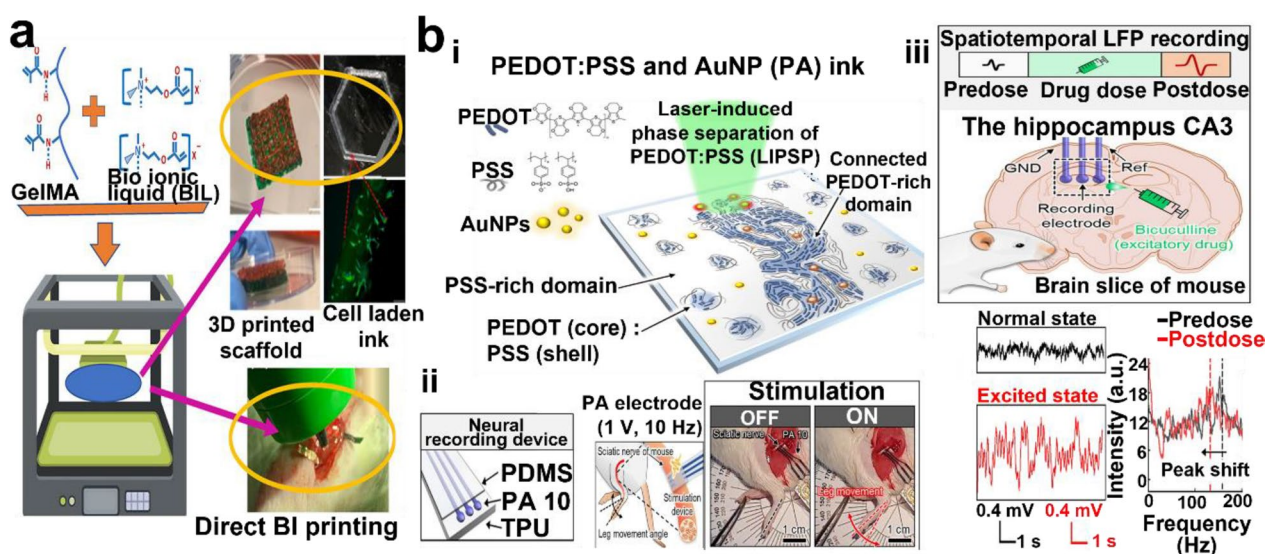 a
GelMA
Bio ionic
liquid (BiL)
3D printed
scaffold
Cell laden
ink
Direct BI printing
b
i
PEDOT:PSS and AuNP (PA) ink
PEDOT
PSS
AuNPs
Laser-induced
phase separation of
PEDOT:PSS (LIPSP)
Connected
PEDOT-rich
domain
PSS-rich domain
PEDOT (core) :
PSS (shell)
ii
Neural
recording device
PDMS
PA 10
TPU
PA electrode
(1 V, 10 Hz)
Sciatic nerve of mouse
Stimulation
device
Leg movement angle
Stimulation
OFF
ON
Sciatic nerve
PA 10
Leg movement
1 cm
1 cm
iii
Spatiotemporal LFP recording
Predose
Drug dose
Postdose
The hippocampus CA3
GND
Ref
Recording
electrode
Bicuculline
(excitatory drug)
Brain slice of mouse
Normal state
Excited state
0.4 mV
1 s
0.4 mV
1 s
Predose
Postdose
Intensity (a.u.)
24
18
12
6
0
Peak shift
0
100
200
Frequency
(Hz)